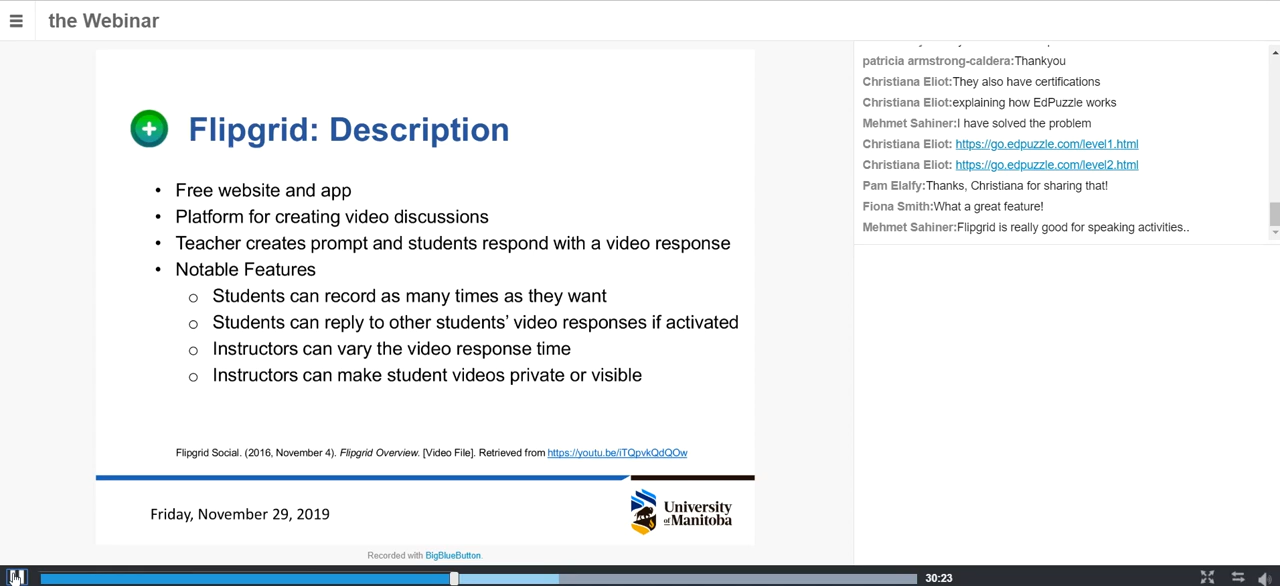 the Webinar
Flipgrid: Description
• Free website and app
• Platform for creating video discussions
• Teacher creates prompt and students respond with a video response
• Notable Features
o Students can record as many times as they want
o Students can reply to other students’ video responses if activated
o Instructors can vary the video response time
o Instructors can make student videos private or visible
Flipgrid Social. (2016, November 4). Flipgrid Overview. [Video File]. Retrieved from https://youtu.be/iTQpvkQdQOw
Friday, November 29, 2019
University
of Manitoba
Recorded with BigBlueButton.
patricia armstrong-caldera:Thankyou
Christiana Eliot:They also have certifications
Christiana Eliot:explaining how EdPuzzle works
Mehmet Sahiner:I have solved the problem
Christiana Eliot: https://go.edpuzzle.com/level1.html
Christiana Eliot: https://go.edpuzzle.com/level2.html
Pam Elalfy:Thanks, Christiana for sharing that!
Fiona Smith:What a great feature!
Mehmet Sahiner:Flipgrid is really good for speaking activities..
30:23